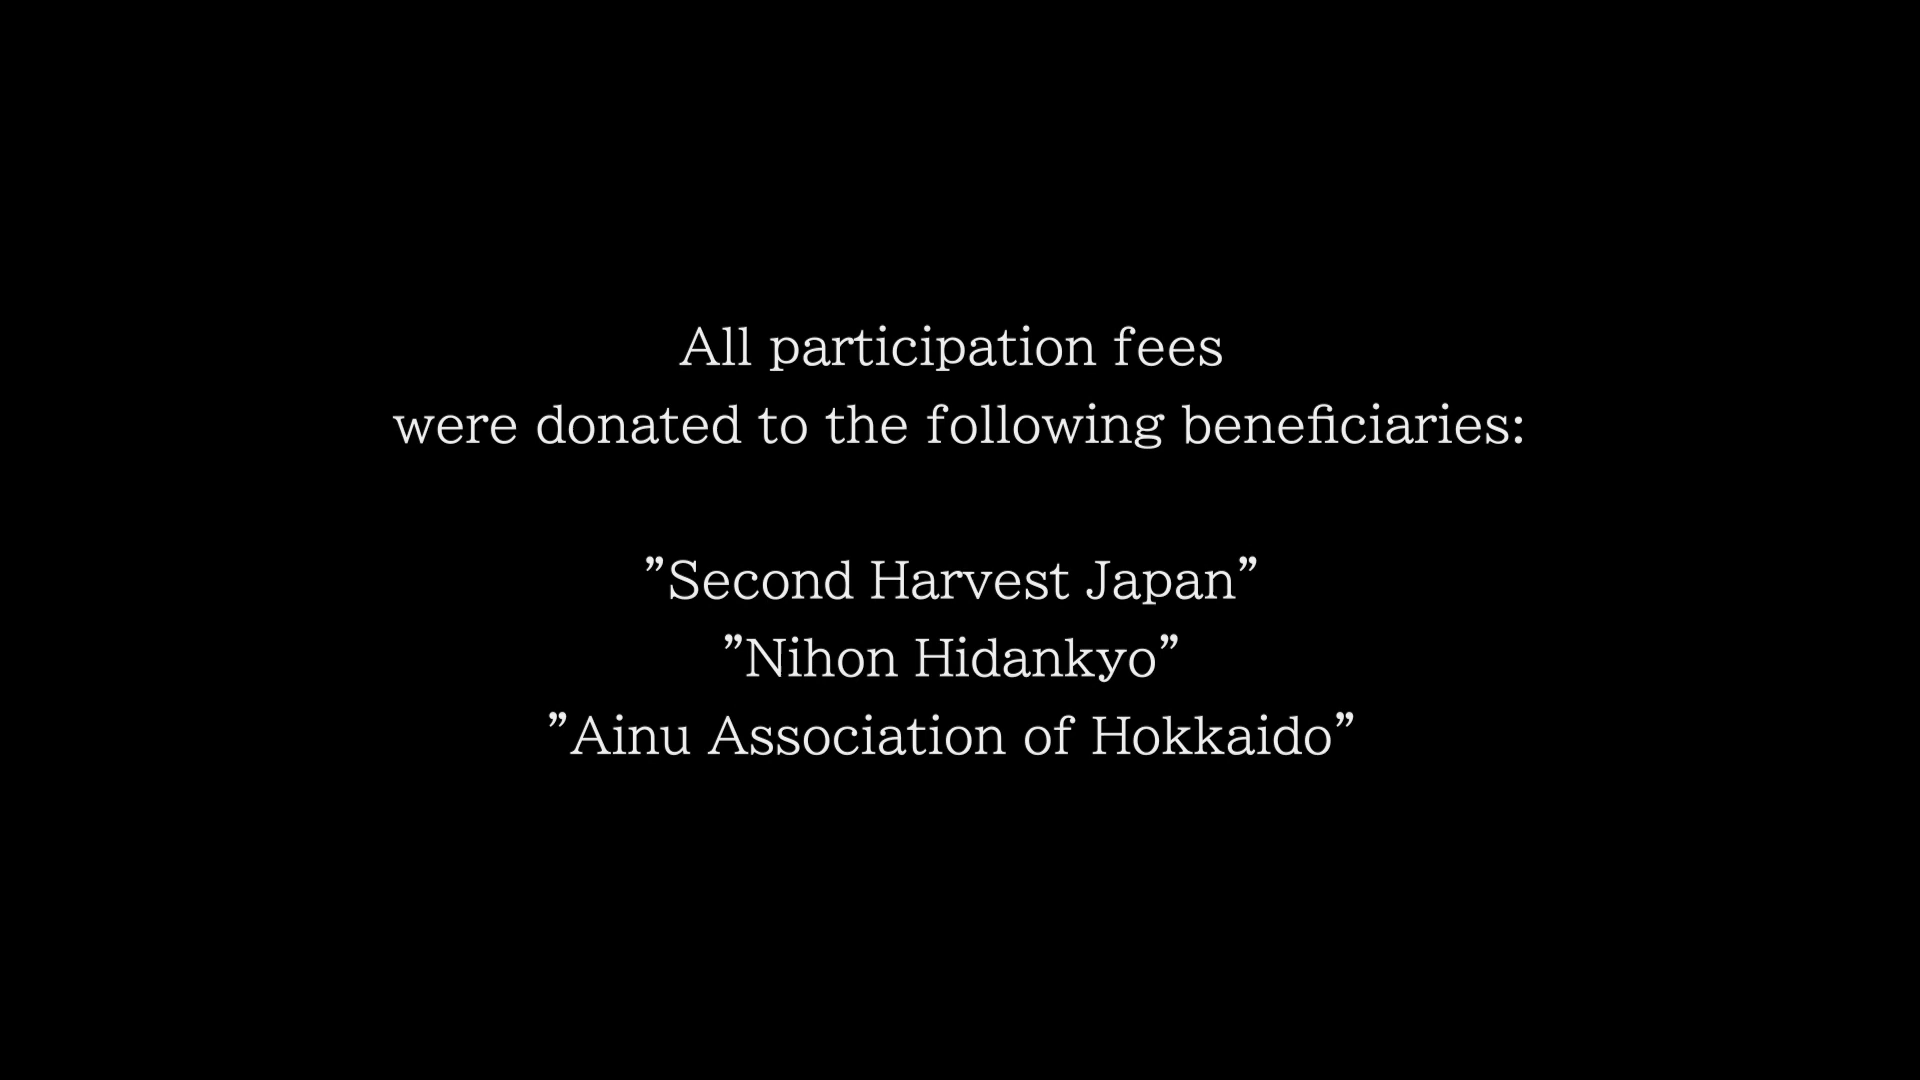 All participation fees
were donated to the following beneficiaries:
”Second Harvest Japan”
”Nihon Hidankyo”
”Ainu Association of Hokkaido”